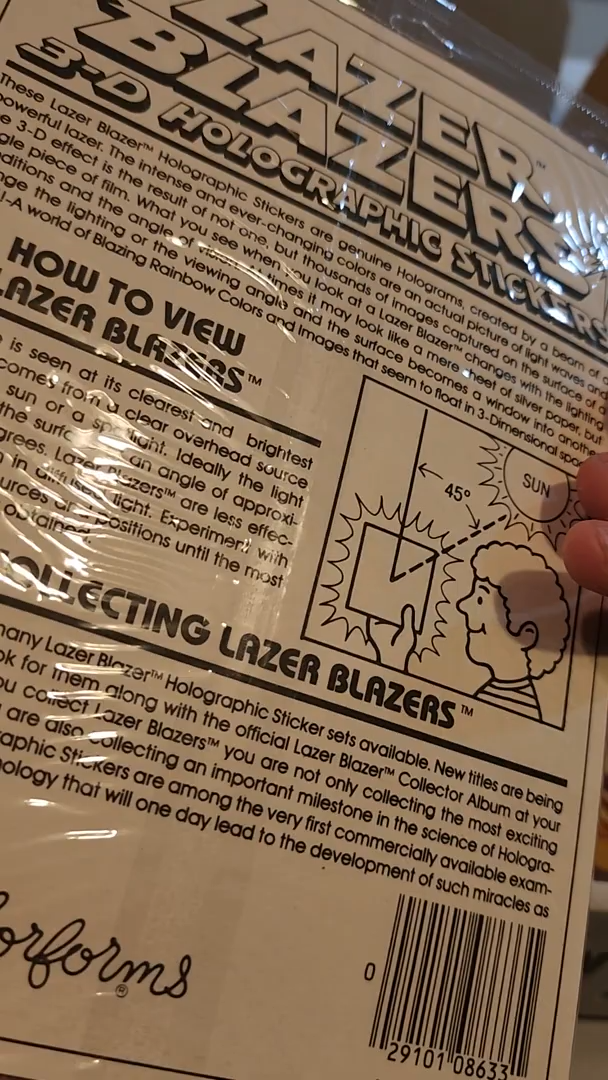 LAZER
BLAZERS™
3-D HOLOGRAPHIC STICKERS
These Lazer Blazer™ Holographic Stickers are genuine Holograms, created by a beam of
powerful lazer. The intense and ever-changing colors are an actual picture of light waves and
3-D effect is the result of not one, but thousands of images captured on the surface of a
gle piece of film. What you see when you look at a Lazer Blazer™ changes with the lighting
ditions and the angle of times it may look like a mere sheet of silver paper, but
nge the lighting or the viewing angle and the surface becomes a window into anothe
!-A world of Blazing Rainbow Colors and Images that seem to float in 3-Dimensional spac
HOW TO VIEW
LAZER BLAZERS™
is seen at its clearest and brightest
comes from a clear overhead source
sun or a spotlight. Ideally the light
the surface an angle of approxi-
grees. Lazer Blazers™ are less effec-
in diffused light. Experiment with
urces and positions until the most
obtained.
45°
SUN
COLLECTING LAZER BLAZERS™
many Lazer Blazer™ Holographic Sticker sets available. New titles are being
ok for them along with the official Lazer Blazer™ Collector Album at your
ou collect Lazer Blazers™ you are not only collecting the most exciting
are also collecting an important milestone in the science of Hologra-
raphic Stickers are among the very first commercially available exam-
nology that will one day lead to the development of such miracles as
orforms®
0
29101 08633